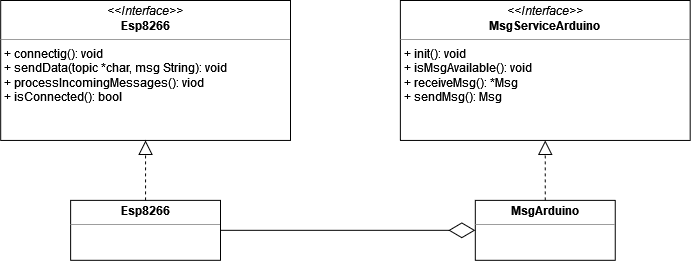 <<Interface>>
Esp8266
+ connectig(): void
+ sendData(topic *char, msg String): void
+ processIncomingMessages(): viod
+ isConnected(): bool
<<Interface>>
MsgServiceArduino
+ init(): void
+ isMsgAvailable(): void
+ receiveMsg(): *Msg
+ sendMsg(): Msg
Esp8266
MsgArduino